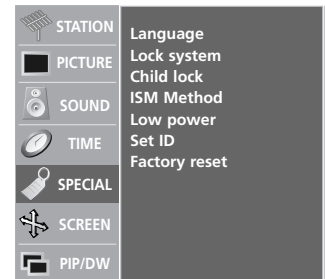 STATION
PICTURE
SOUND
TIME
SPECIAL
SCREEN
PIP/DW
Language
Lock system
Child lock
ISM Method
Low power
Set ID
Factory reset